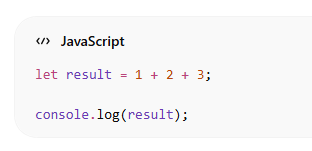 </> JavaScript
let result = 1 + 2 + 3;
console.log(result);